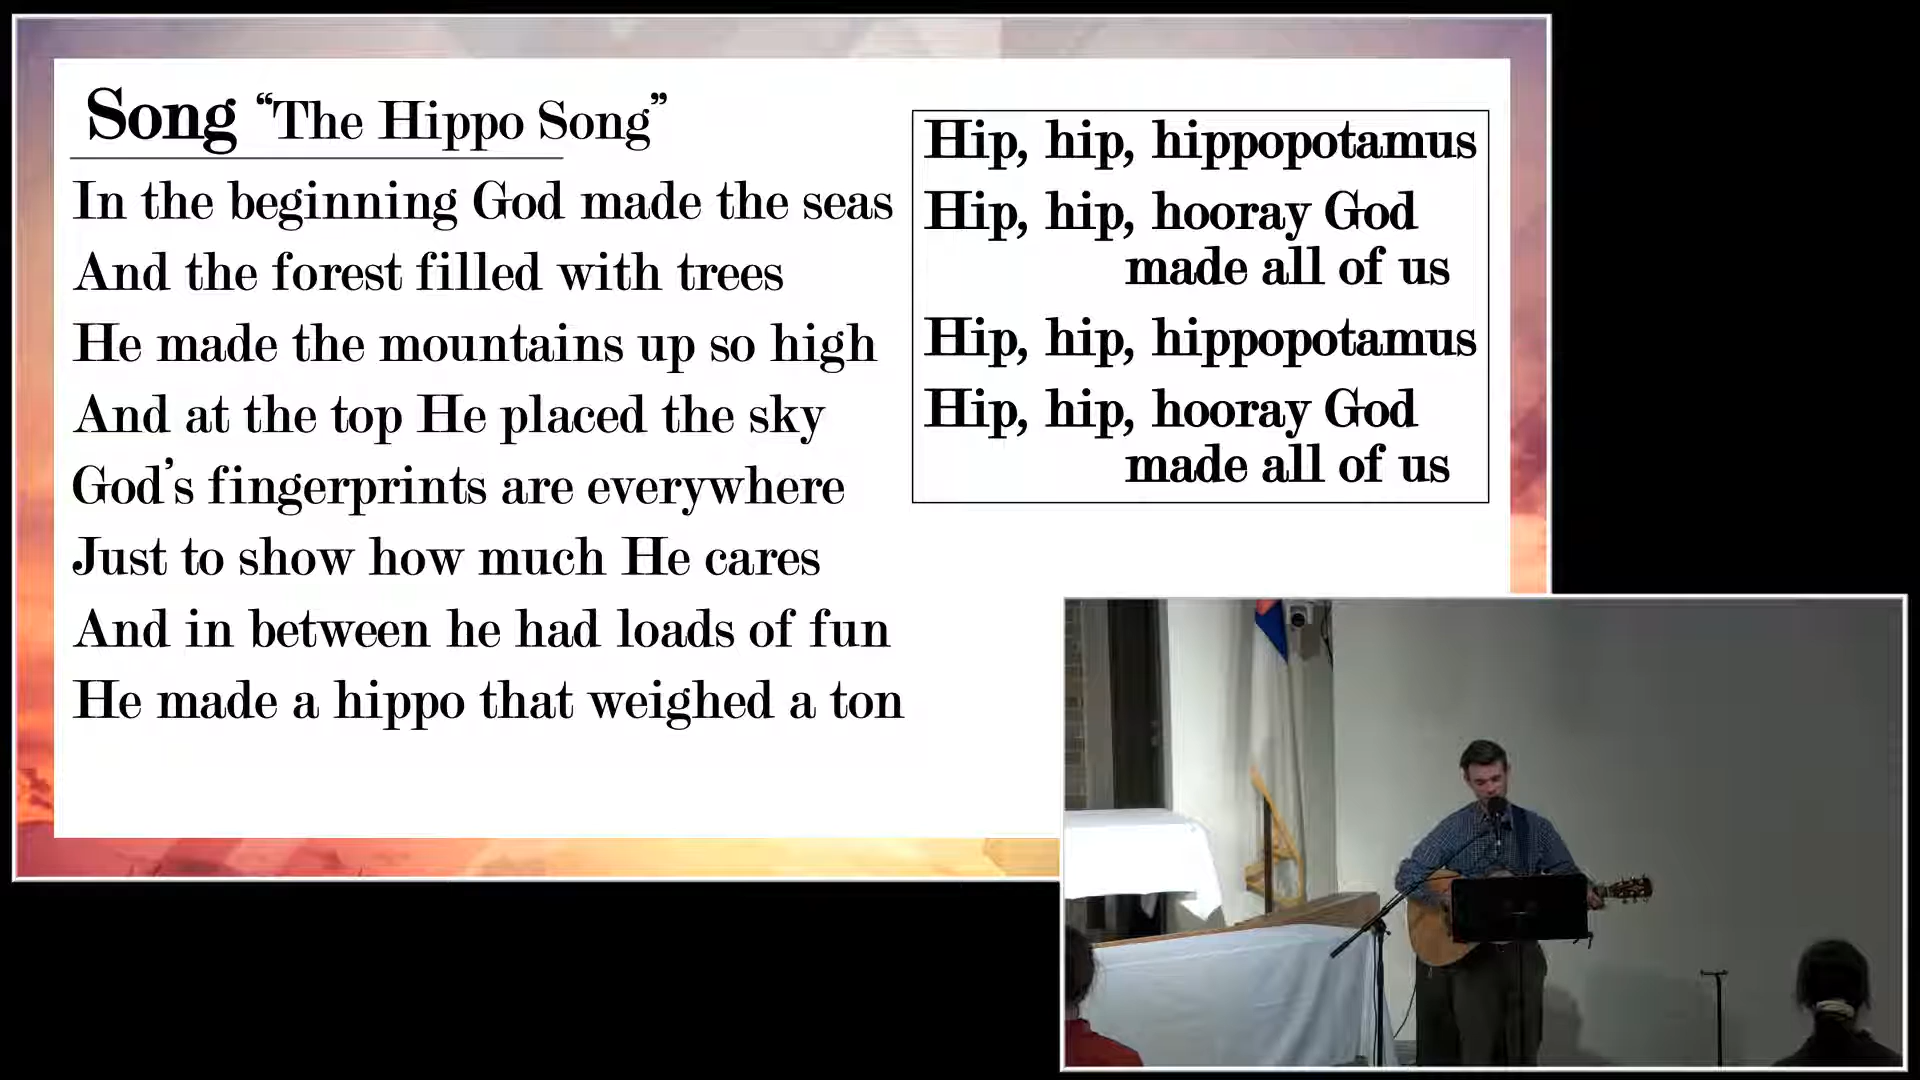 Song “The Hippo Song”
In the beginning God made the seas
And the forest filled with trees
He made the mountains up so high
And at the top He placed the sky
God’s fingerprints are everywhere
Just to show how much He cares
And in between he had loads of fun
He made a hippo that weighed a ton
Hip, hip, hippopotamus
Hip, hip, hooray God
made all of us
Hip, hip, hippopotamus
Hip, hip, hooray God
made all of us